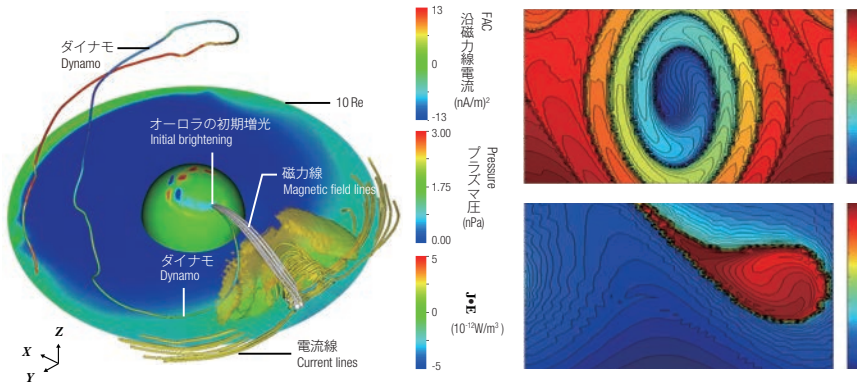 ダイナモ
Dynamo
10 Re
オーロラの初期増光
Initial brightening
磁力線
Magnetic field lines
ダイナモ
Dynamo
電流線
Current lines
Z
X
Y
13
0
-13
FAC
沿磁力線電流
(nA/m)²
3.00
1.75
0.00
Pressure
プラズマ圧
(nPa)
5
0
-5
J•E
(10⁻¹²W/m³)